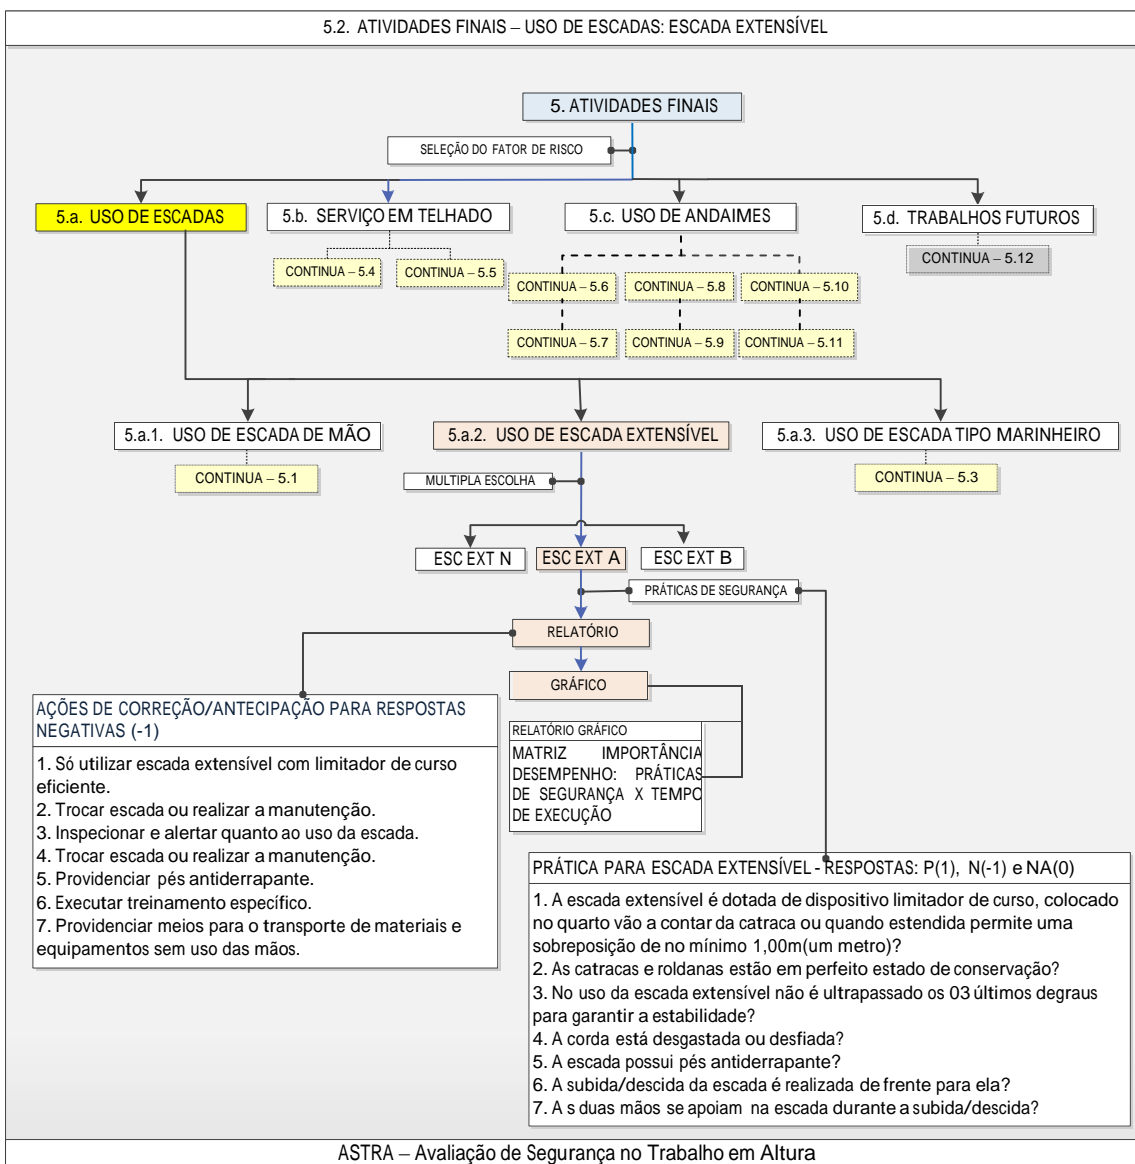 5.2. ATIVIDADES FINAIS – USO DE ESCADAS: ESCADA EXTENSÍVEL
5. ATIVIDADES FINAIS
SELEÇÃO DO FATOR DE RISCO
5.a. USO DE ESCADAS
5.b. SERVIÇO EM TELHADO
5.c. USO DE ANDAIMES
5.d. TRABALHOS FUTUROS
CONTINUA – 5.4
CONTINUA – 5.5
CONTINUA – 5.6
CONTINUA – 5.8
CONTINUA – 5.10
CONTINUA – 5.12
CONTINUA – 5.7
CONTINUA – 5.9
CONTINUA – 5.11
5.a.1. USO DE ESCADA DE MÃO
5.a.2. USO DE ESCADA EXTENSÍVEL
5.a.3. USO DE ESCADA TIPO MARINHEIRO
CONTINUA – 5.1
MULTIPLA ESCOLHA
CONTINUA – 5.3
ESC EXT N
ESC EXT A
ESC EXT B
PRÁTICAS DE SEGURANÇA
RELATÓRIO
GRÁFICO
RELATÓRIO GRÁFICO
MATRIZ IMPORTÂNCIA
DESEMPENHO: PRÁTICAS
DE SEGURANÇA X TEMPO
DE EXECUÇÃO
AÇÕES DE CORREÇÃO/ANTECIPAÇÃO PARA RESPOSTAS
NEGATIVAS (-1)
1. Só utilizar escada extensível com limitador de curso
eficiente.
2. Trocar escada ou realizar a manutenção.
3. Inspecionar e alertar quanto ao uso da escada.
4. Trocar escada ou realizar a manutenção.
5. Providenciar pés antiderrapante.
6. Executar treinamento específico.
7. Providenciar meios para o transporte de materiais e
equipamentos sem uso das mãos.
PRÁTICA PARA ESCADA EXTENSÍVEL - RESPOSTAS: P(1), N(-1) e NA(0)
1. A escada extensível é dotada de dispositivo limitador de curso, colocado
no quarto vão a contar da catraca ou quando estendida permite uma
sobreposição de no mínimo 1,00m(um metro)?
2. As catracas e roldanas estão em perfeito estado de conservação?
3. No uso da escada extensível não é ultrapassado os 03 últimos degraus
para garantir a estabilidade?
4. A corda está desgastada ou desfiada?
5. A escada possui pés antiderrapante?
6. A subida/descida da escada é realizada de frente para ela?
7. A s duas mãos se apoiam na escada durante a subida/descida?
ASTRA – Avaliação de Segurança no Trabalho em Altura